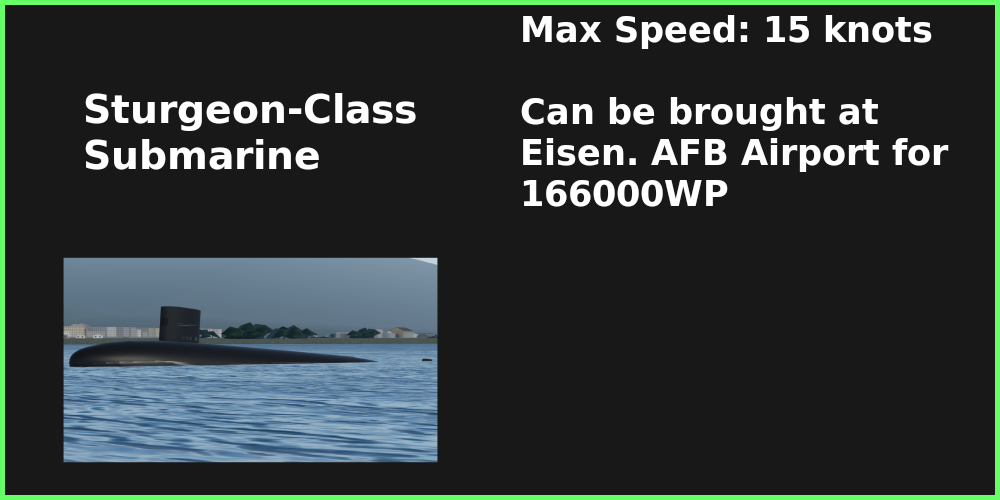 Sturgeon-Class
Submarine
Max Speed: 15 knots
Can be brought at
Eisen. AFB Airport for
166000WP